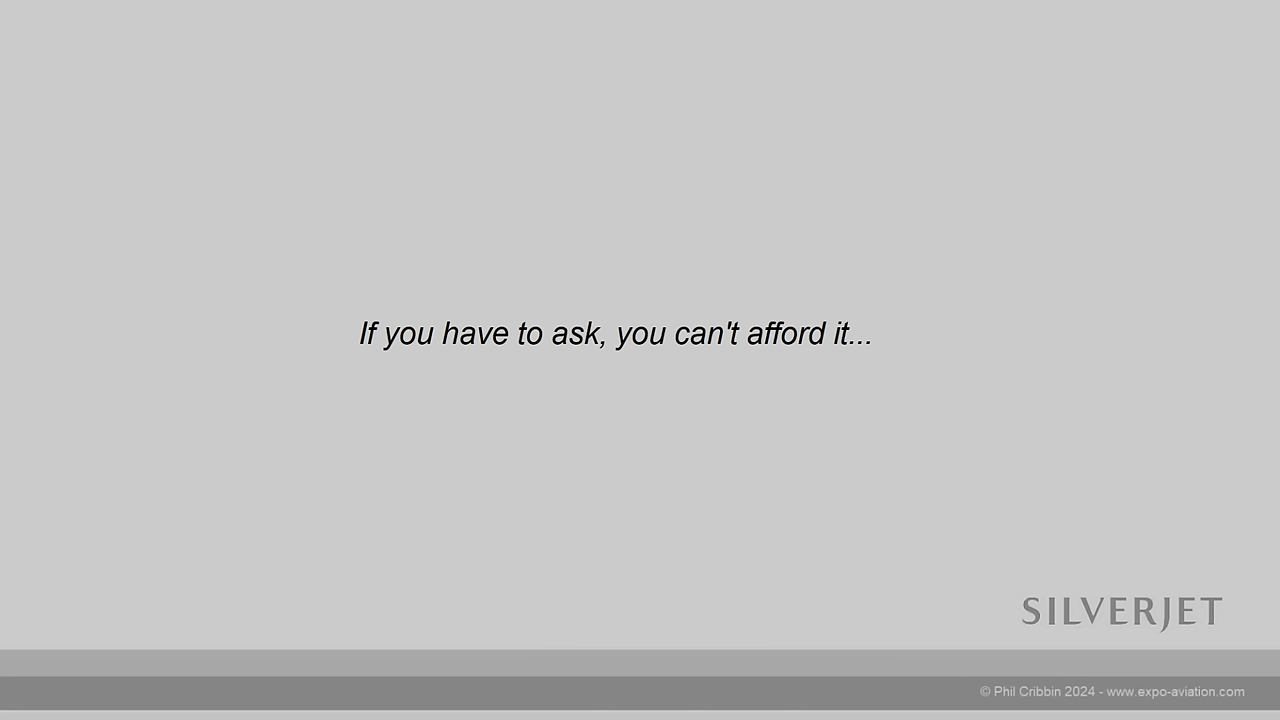 If you have to ask, you can't afford it...
SILVERJET
© Phil Cribbin 2024 - www.expo-aviation.com